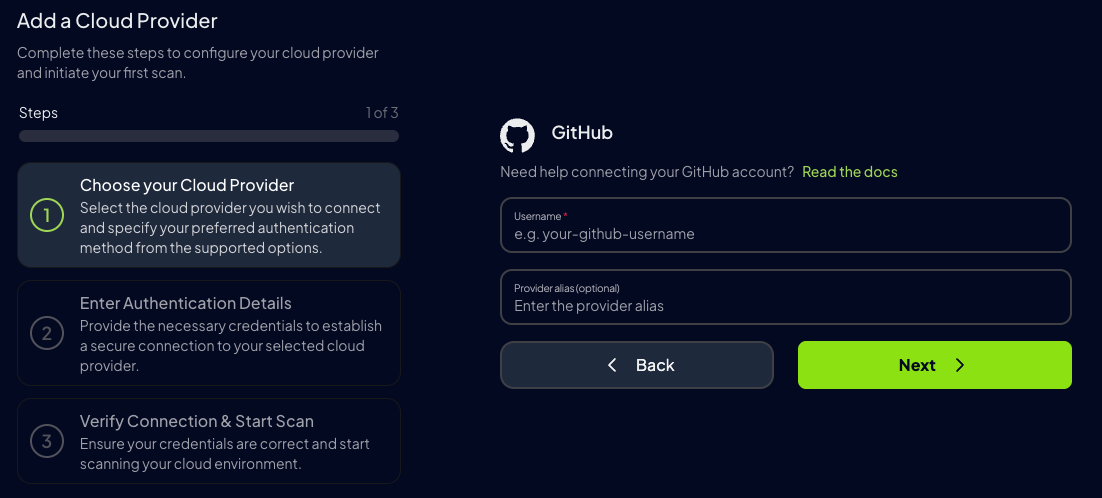 Add a Cloud Provider
Complete these steps to configure your cloud provider
and initiate your first scan.
Steps
1 of 3
1
Choose your Cloud Provider
Select the cloud provider you wish to connect
and specify your preferred authentication
method from the supported options.
2
Enter Authentication Details
Provide the necessary credentials to establish
a secure connection to your selected cloud
provider.
3
Verify Connection & Start Scan
Ensure your credentials are correct and start
scanning your cloud environment.
GitHub
Need help connecting your GitHub account? Read the docs
Username *
e.g. your-github-username
Provider alias (optional)
Enter the provider alias
Back
Next